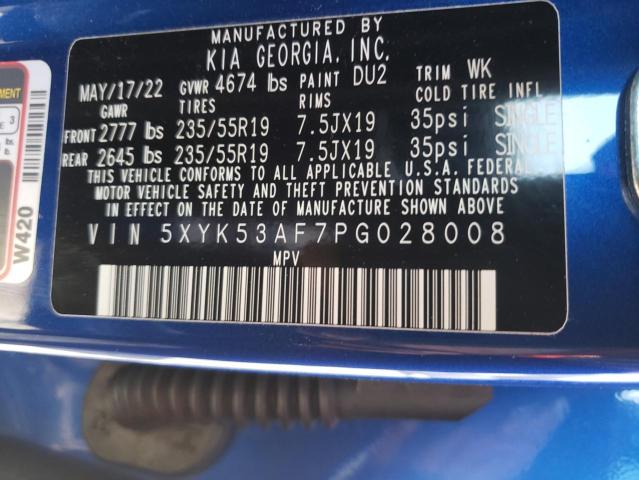 MANUFACTURED BY
KIA GEORGIA, INC.
MAY/17/22 GVWR 4674 lbs PAINT DU2 TRIM WK
GAWR TIRES RIMS COLD TIRE INFL
FRONT 2777 lbs 235/55R19 7.5JX19 35psi SINGLE
REAR 2645 lbs 235/55R19 7.5JX19 35psi SINGLE
THIS VEHICLE CONFORMS TO ALL APPLICABLE U.S.A. FEDERAL
MOTOR VEHICLE SAFETY AND THEFT PREVENTION STANDARDS
IN EFFECT ON THE DATE OF MANUFACTURE SHOWN ABOVE
VIN 5XYK53AF7PG028008
MPV
W420
3